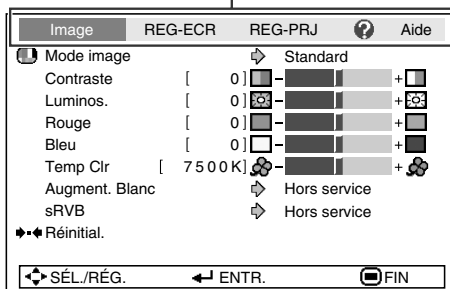 Image REG-ECR REG-PRJ ? Aide
Mode image Standard
Contraste [ 0] - +
Luminos. [ 0] - +
Rouge [ 0] - +
Bleu [ 0] - +
Temp Clr [ 7500K] - +
Augment. Blanc Hors service
sRVB Hors service
Réinitial.
SÉL./RÉG. ENTR. FIN